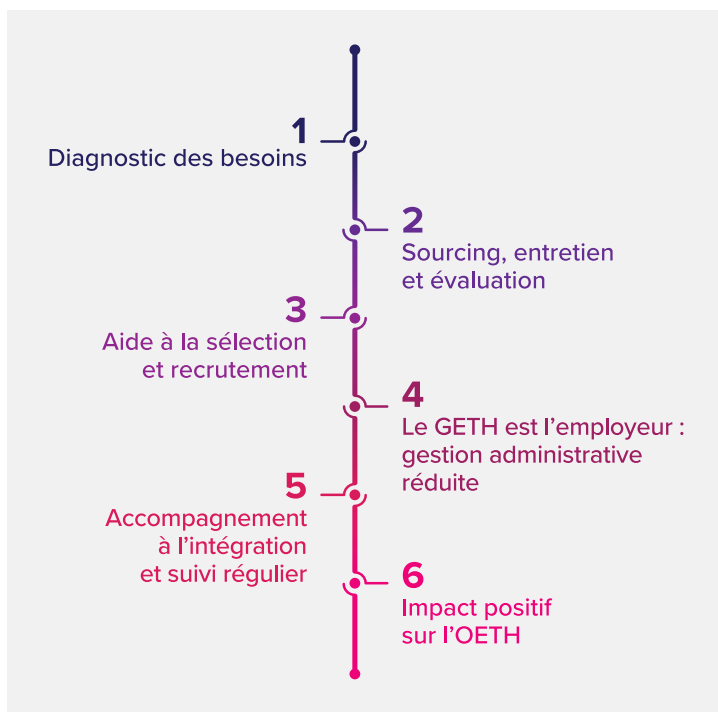 1
Diagnostic des besoins
2
Sourcing, entretien
et évaluation
3
Aide à la sélection
et recrutement
4
Le GETH est l’employeur :
gestion administrative
réduite
5
Accompagnement
à l’intégration
et suivi régulier
6
Impact positif
sur l’OETH